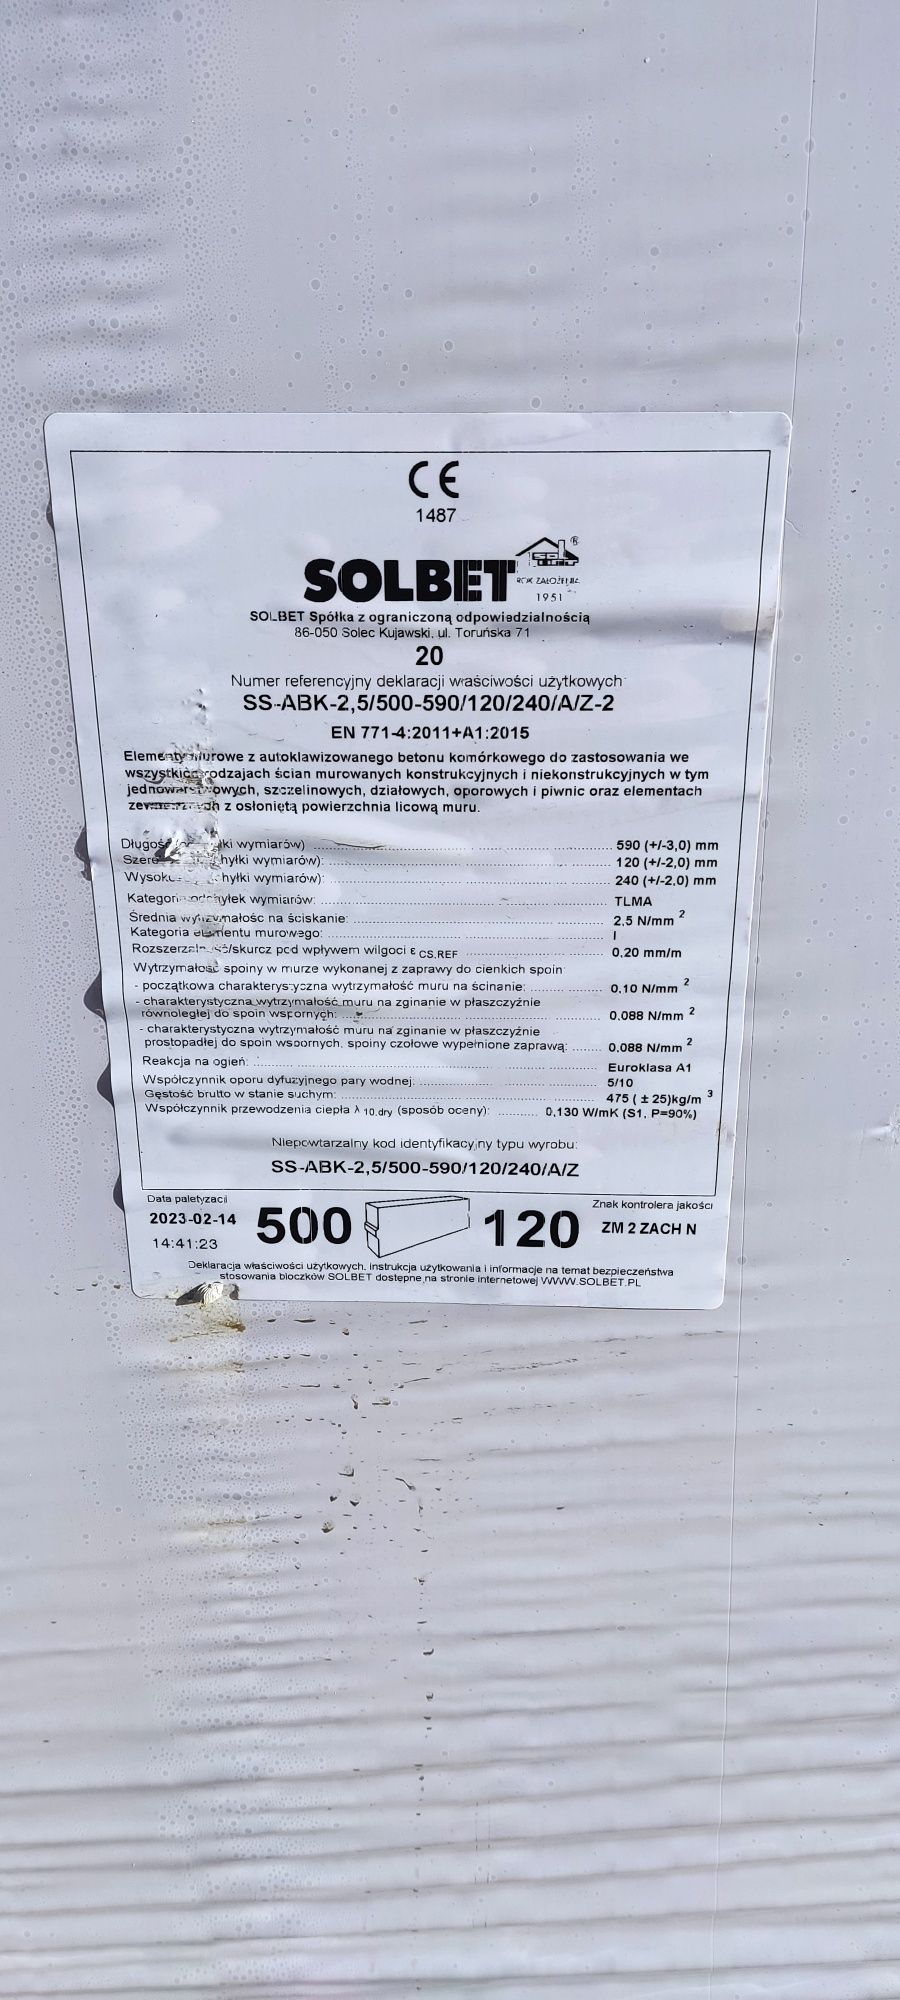 CE
1487
SOLBET ®
SOL
BET
ROK ZAŁOŻENIA
1951
SOLBET Spółka z ograniczoną odpowiedzialnością
86-050 Solec Kujawski, ul. Toruńska 71
20
Numer referencyjny deklaracji właściwości użytkowych
SS-ABK-2,5/500-590/120/240/A/Z-2
EN 771-4:2011+A1:2015
Elementy murowe z autoklawizowanego betonu komórkowego do zastosowania we
wszystkich rodzajach ścian murowanych konstrukcyjnych i niekonstrukcyjnych w tym
jednowarstwowych, szczelinowych, działowych, oporowych i piwnic oraz elementach
zewnętrznych z osłoniętą powierzchnia licową muru.
Długość wymiarów) 590 (+/-3,0) mm
wymiarów): 120 (+/-2,0) mm
wymiarów): 240 (+/-2,0) mm
Kategoria odchyłek wymiarów: TLMA
Średnia wytrzymałość na ściskanie: 2,5 N/mm 2
Kategoria elementu murowego: I
Rozszerzalność/skurcz pod wpływem wilgoci ε CS,REF 0,20 mm/m
Wytrzymałość spoiny w murze wykonanej z zaprawy do cienkich spoin
- początkowa charakterystyczna wytrzymałość muru na ścinanie: 0,10 N/mm 2
- charakterystyczna wytrzymałość muru na zginanie w płaszczyźnie
równoległej do spoin wspornych: 0,088 N/mm 2
- charakterystyczna wytrzymałość muru na zginanie w płaszczyźnie
prostopadłej do spoin wspornych, spoiny czołowe wypełnione zaprawą: 0,088 N/mm 2
Reakcja na ogień: Euroklasa A1
Współczynnik oporu dyfuzyjnego pary wodnej: 5/10
Gęstość brutto w stanie suchym: 475 ( ± 25)kg/m 3
Współczynnik przewodzenia ciepła λ 10,dry (sposób oceny): 0,130 W/mK (S1, P=90%)
Niepowtarzalny kod identyfikacyjny typu wyrobu:
SS-ABK-2,5/500-590/120/240/A/Z
Data paletyzacji
2023-02-14
14:41:23
500
120
Znak kontrolera jakości
ZM 2 ZACH N
Deklaracja właściwości użytkowych, instrukcja użytkowania i informacje na temat bezpieczeństwa
stosowania bloczków SOLBET dostępne na stronie internetowej WWW.SOLBET.PL